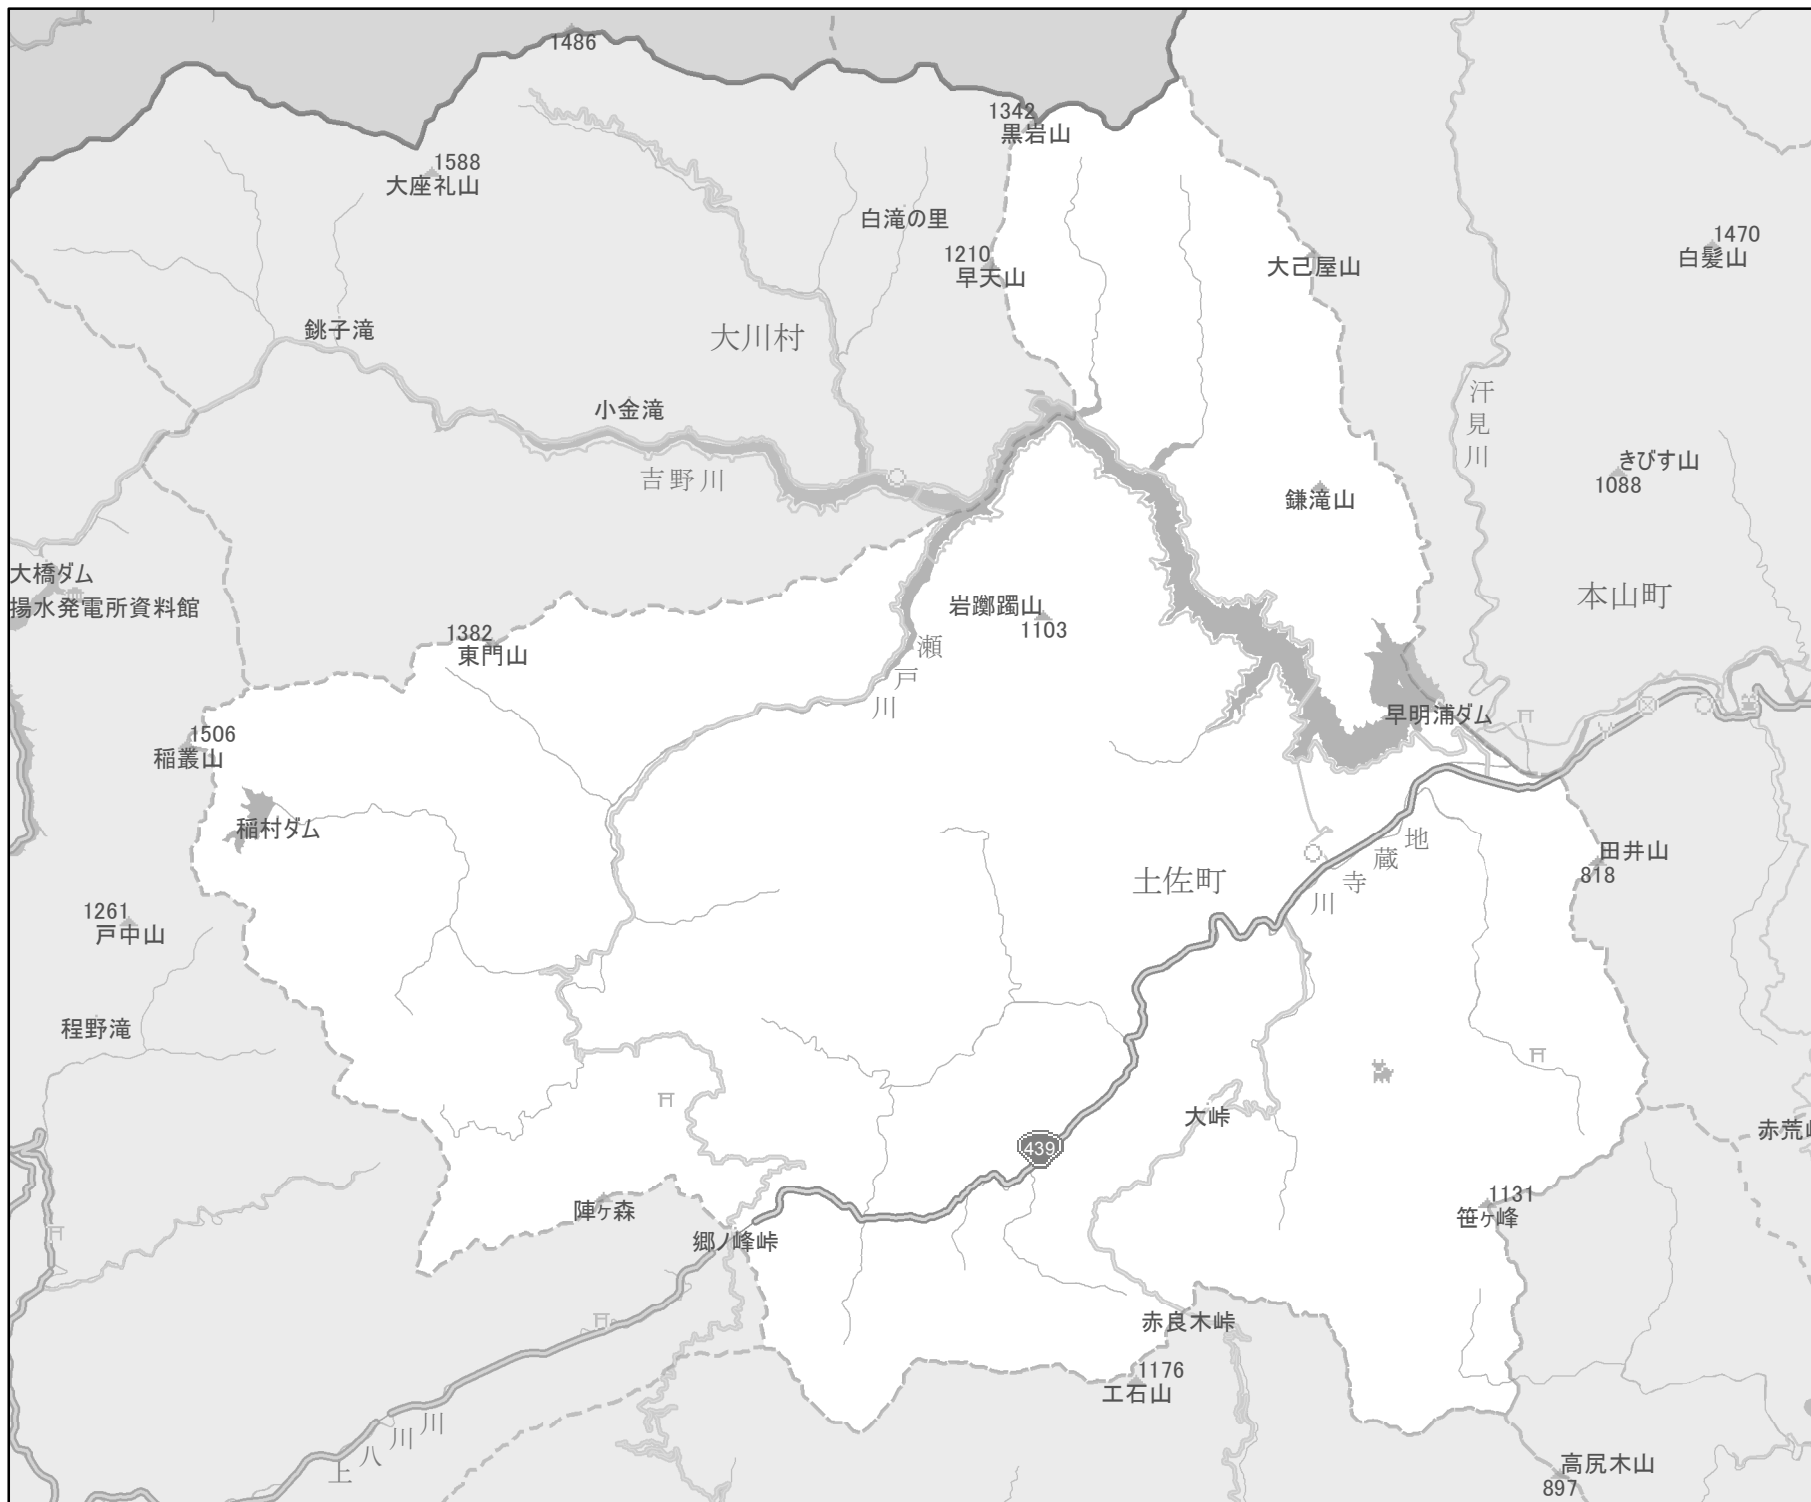 1486
1342
黒岩山
1588
大座礼山
白滝の里
1210
早天山
大己屋山
1470
白髪山
銚子滝
大川村
小金滝
吉野川
汗見川
きびす山
1088
鎌滝山
大橋ダム
揚水発電所資料館
岩躑躅山
1103
本山町
1382
東門山
瀬戸川
早明浦ダム
1506
稲叢山
稲村ダム
地蔵寺川
土佐町
田井山
818
1261
戸中山
程野滝
大峠
439
赤荒
陣ヶ森
郷ノ峰峠
1131
笹ヶ峰
赤良木峠
1176
工石山
上八川川
高尻木山
897